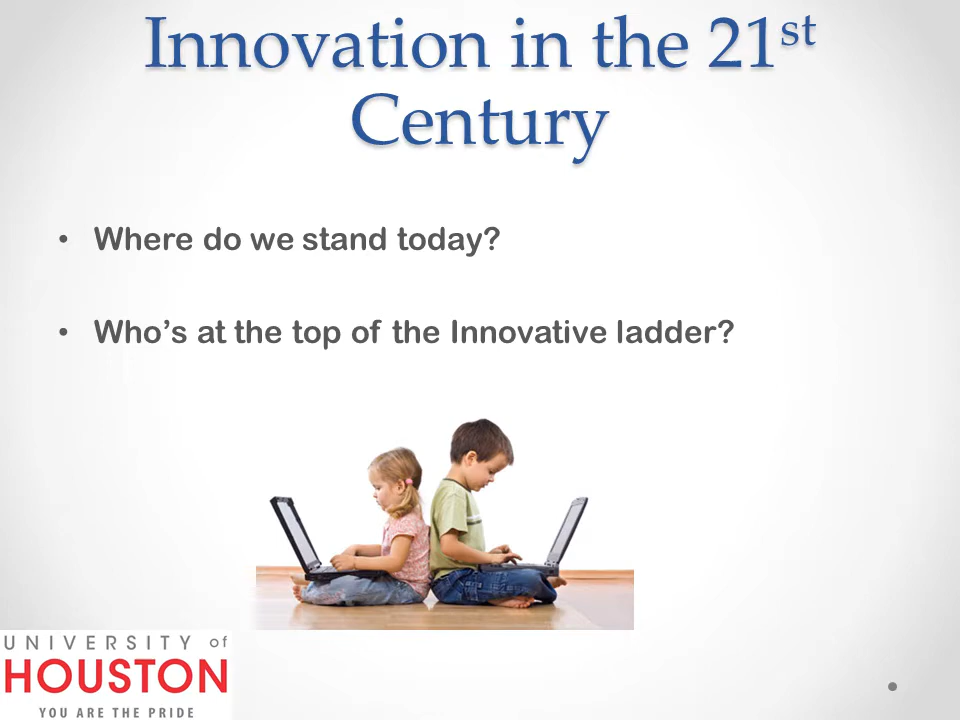 Innovation in the 21st
Century
• Where do we stand today?
• Who’s at the top of the Innovative ladder?
UNIVERSITY of
HOUSTON
YOU ARE THE PRIDE